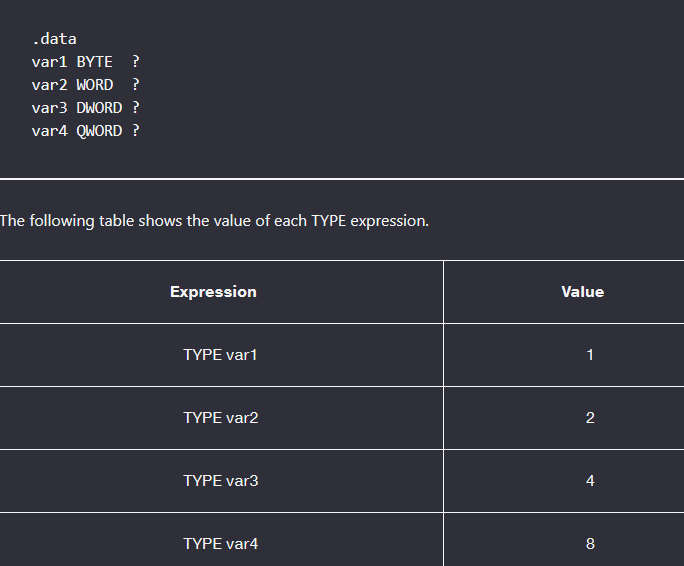 .data
var1 BYTE  ?
var2 WORD  ?
var3 DWORD ?
var4 QWORD ?
The following table shows the value of each TYPE expression.
Expression Value
TYPE var1 1
TYPE var2 2
TYPE var3 4
TYPE var4 8